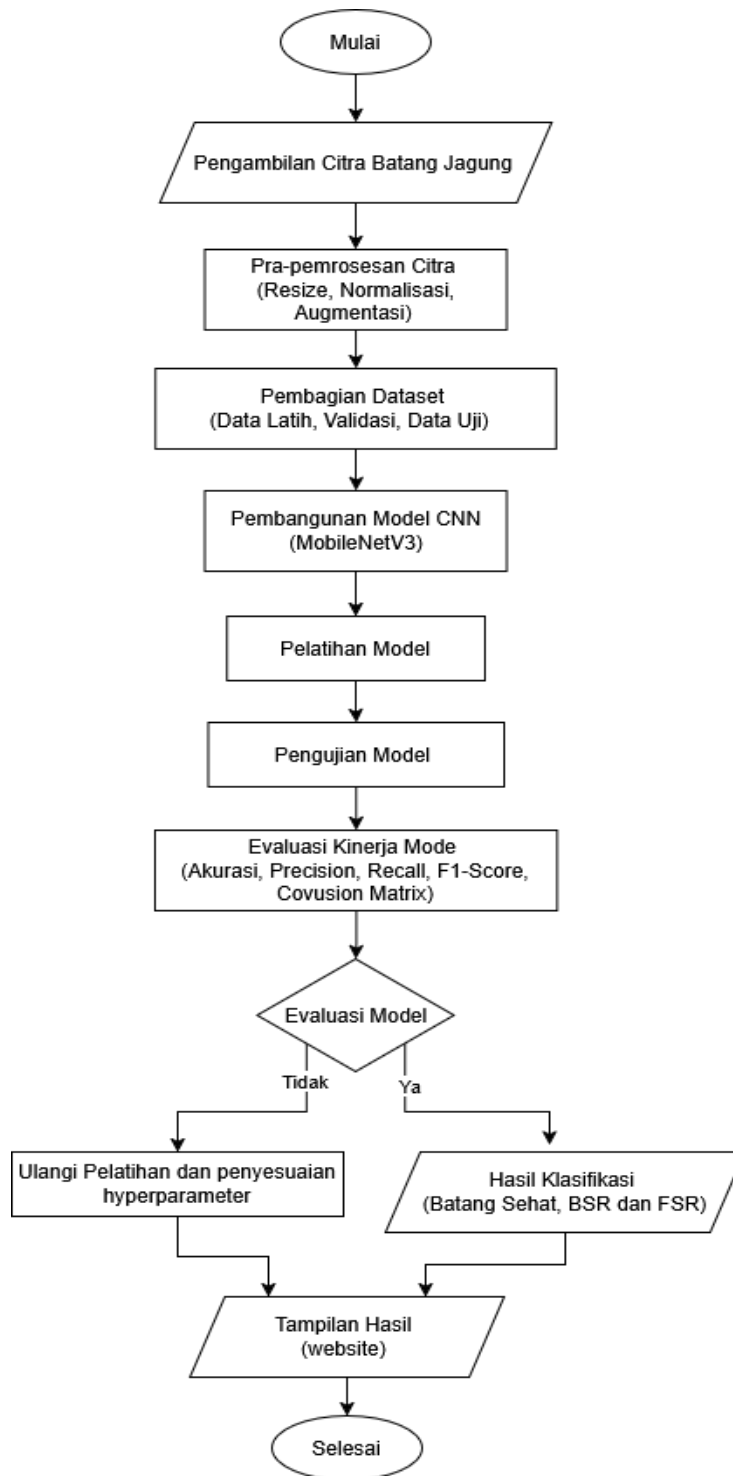 Mulai
Pengambilan Citra Batang Jagung
Pra-pemrosesan Citra
(Resize, Normalisasi,
Augmentasi)
Pembagian Dataset
(Data Latih, Validasi, Data Uji)
Pembangunan Model CNN
(MobileNetV3)
Pelatihan Model
Pengujian Model
Evaluasi Kinerja Mode
(Akurasi, Precision, Recall, F1-Score,
Covusion Matrix)
Evaluasi Model
Tidak
Ya
Ulangi Pelatihan dan penyesuaian
hyperparameter
Hasil Klasifikasi
(Batang Sehat, BSR dan FSR)
Tampilan Hasil
(website)
Selesai